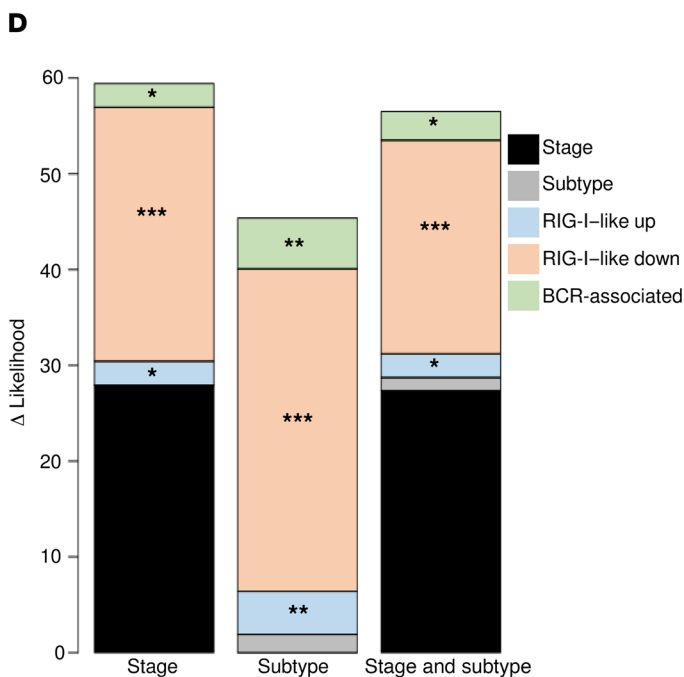 D
Δ Likelihood
60
50
40
30
20
10
0
*
***
*
**
***
**
*
***
*
Stage
Subtype
Stage and subtype
Stage
Subtype
RIG-I–like up
RIG-I–like down
BCR-associated